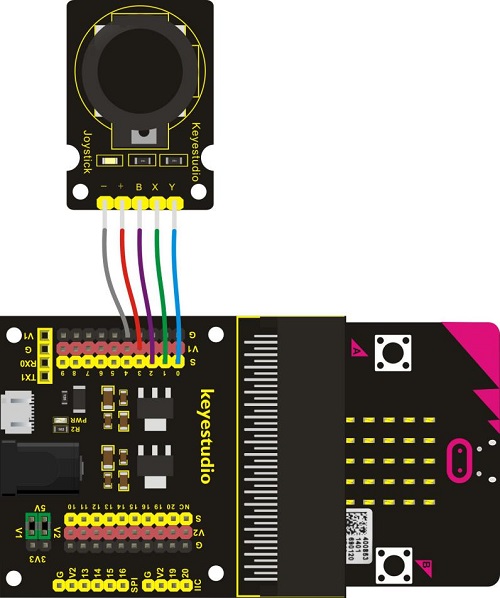 Joystick
Keyestudio
− + B X Y
V1
G
RX0
TX1
G
V1
S
9 8 7 6 5 4 3 2 1 0
keyestudio
PWR
R2
5V
V1
V2
3V3
10 11 12 13 14 15 16 19 20 NC
S
V2
G
G V2 13 14 15 16 SPI
G V2 19 20 IIC
A
B